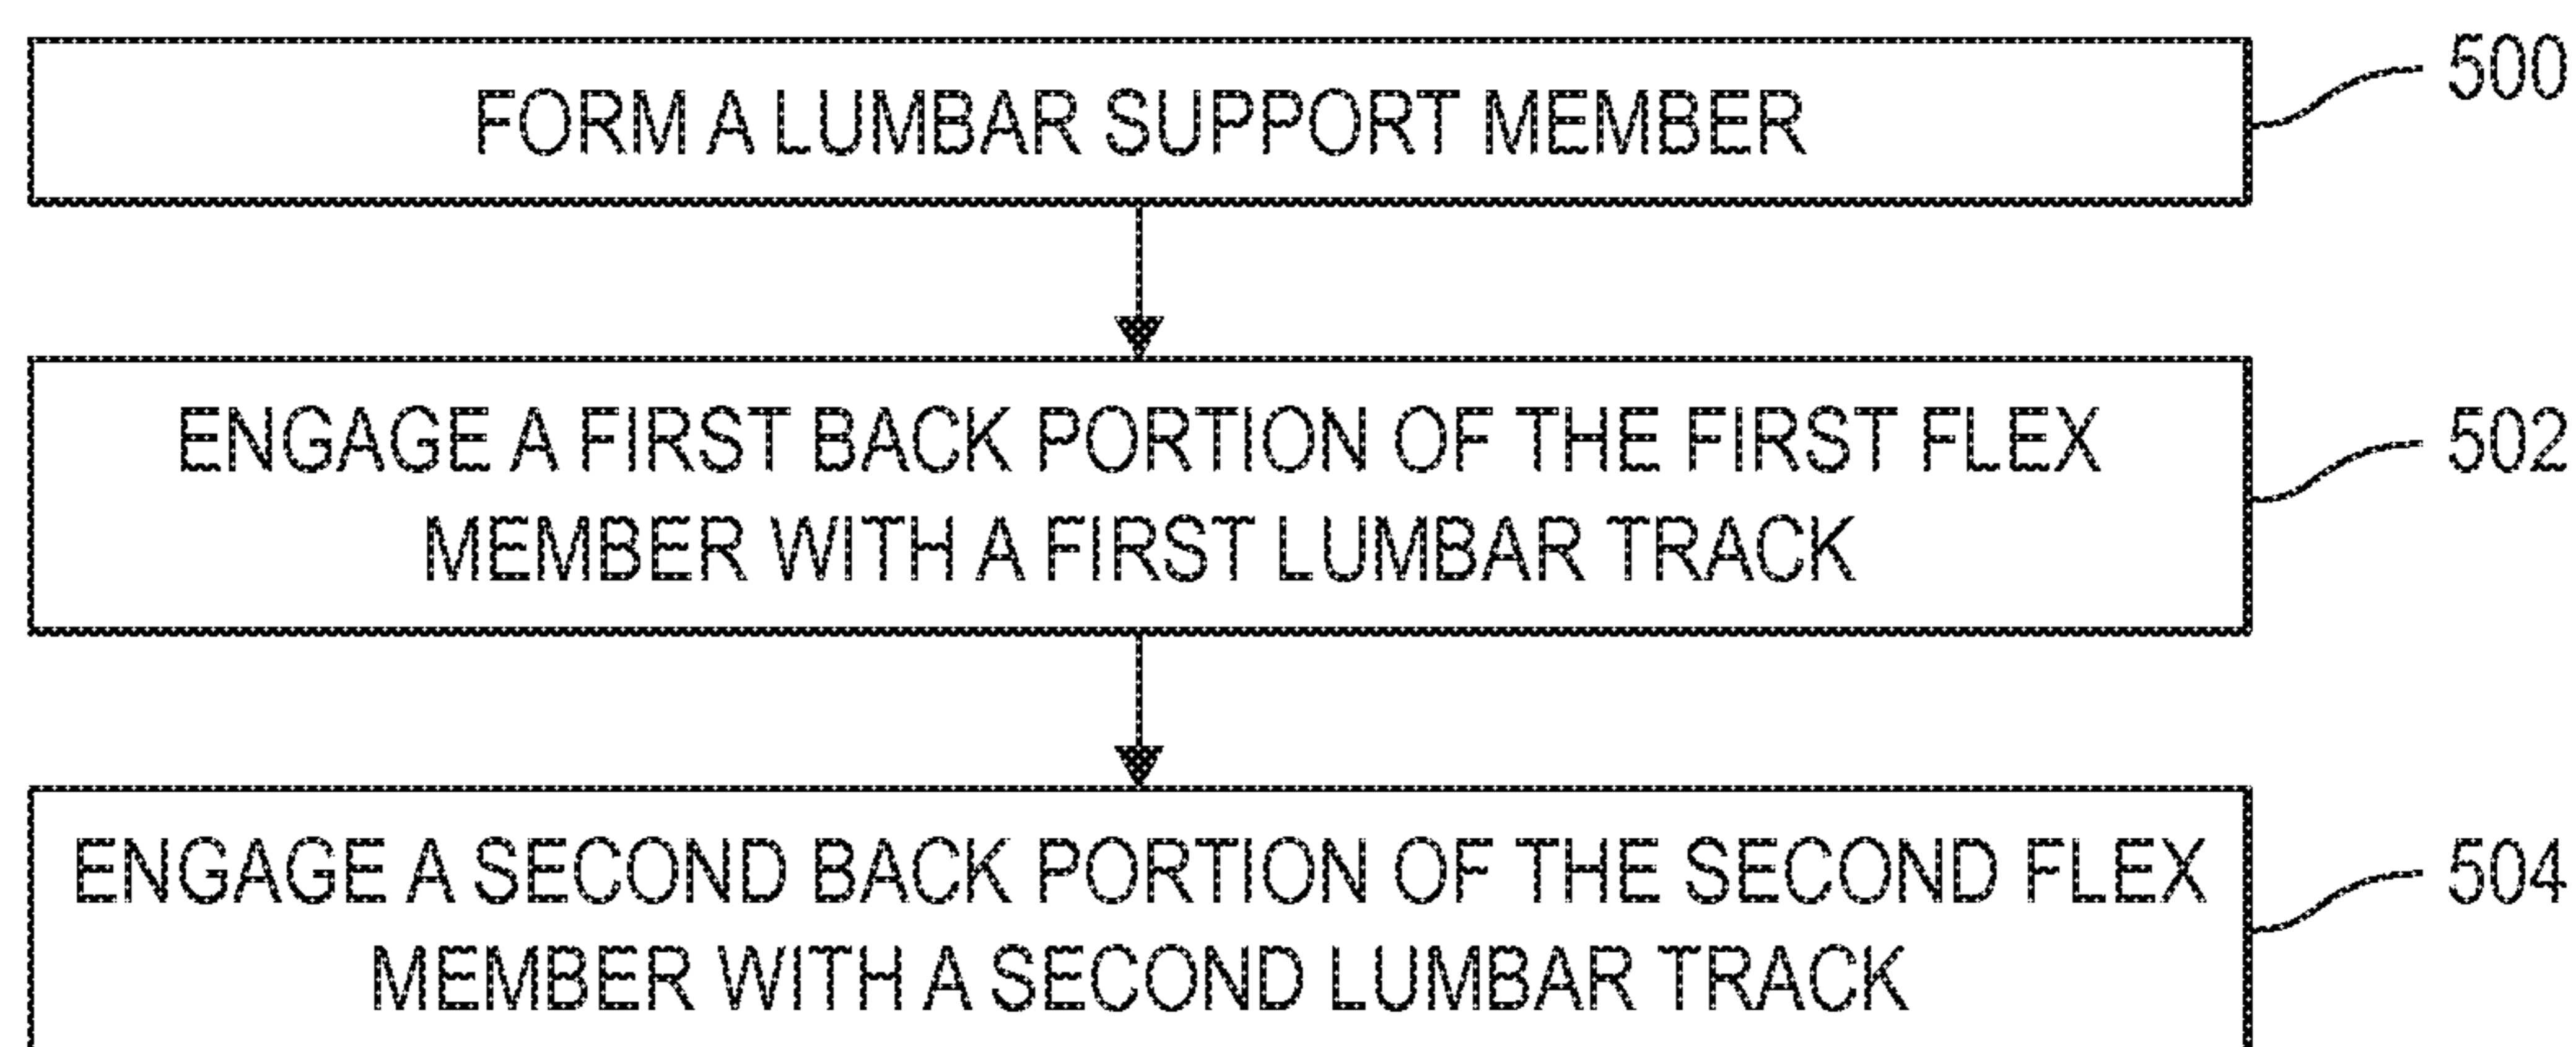 FORM A LUMBAR SUPPORT MEMBER
500
ENGAGE A FIRST BACK PORTION OF THE FIRST FLEX
MEMBER WITH A FIRST LUMBAR TRACK
502
ENGAGE A SECOND BACK PORTION OF THE SECOND FLEX
MEMBER WITH A SECOND LUMBAR TRACK
504